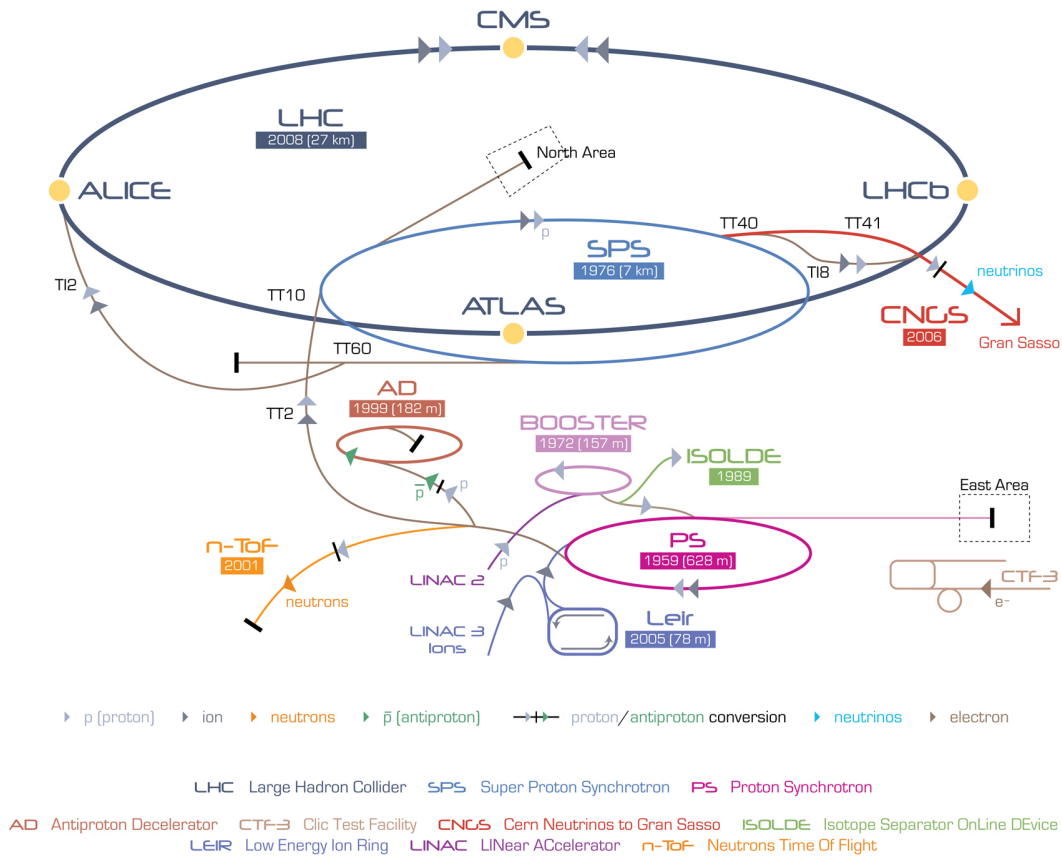 CMS
LHC
2008 (27 km)
North Area
ALICE
LHCb
TT40
TT41
p
SPS
1976 (7 km)
TI8
neutrinos
TI2
TT10
ATLAS
CNGS
2006
Gran Sasso
TT60
AD
1999 (182 m)
TT2
BOOSTER
1972 (157 m)
ISOLDE
1989
p
East Area
p̅
p
n-ToF
2001
PS
1959 (628 m)
LINAC 2
p
neutrons
CTF3
e-
LINAC 3
Ions
Leir
2005 (78 m)
p (proton) ion neutrons p̅ (antiproton) proton/antiproton conversion neutrinos electron
LHC Large Hadron Collider SPS Super Proton Synchrotron PS Proton Synchrotron
AD Antiproton Decelerator CTF-3 Clic Test Facility CNGS Cern Neutrinos to Gran Sasso ISOLDE Isotope Separator OnLine DEvice
LEIR Low Energy Ion Ring LINAC LINear ACcelerator n-ToF Neutrons Time Of Flight